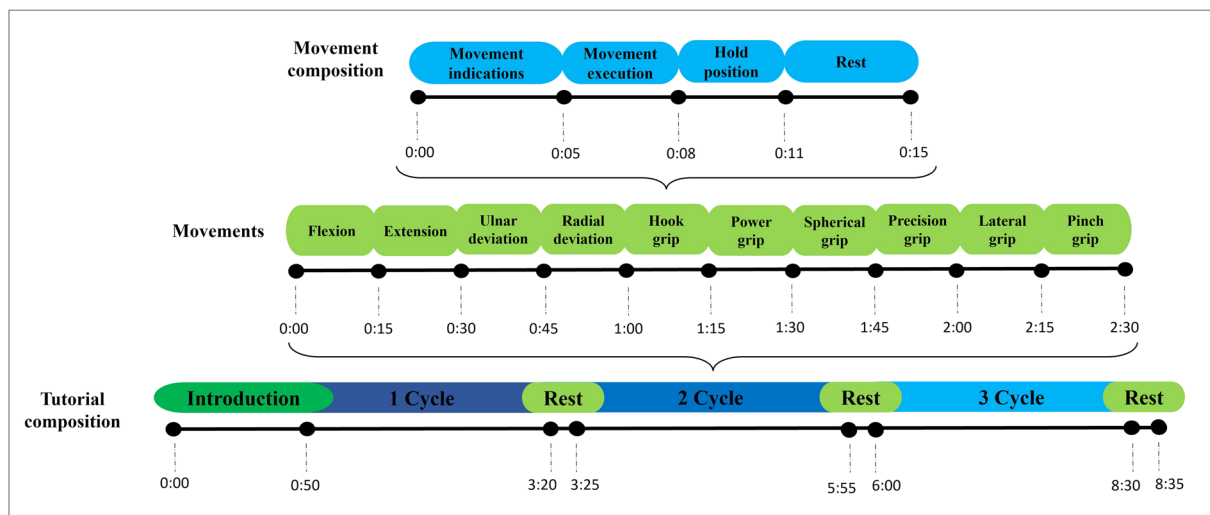 Movement
composition
Movement
indications
Movement
execution
Hold
position
Rest
0:00
0:05
0:08
0:11
0:15
Movements
Flexion
Extension
Ulnar
deviation
Radial
deviation
Hook
grip
Power
grip
Spherical
grip
Precision
grip
Lateral
grip
Pinch
grip
0:00
0:15
0:30
0:45
1:00
1:15
1:30
1:45
2:00
2:15
2:30
Tutorial
composition
Introduction
1 Cycle
Rest
2 Cycle
Rest
3 Cycle
Rest
0:00
0:50
3:20
3:25
5:55
6:00
8:30
8:35